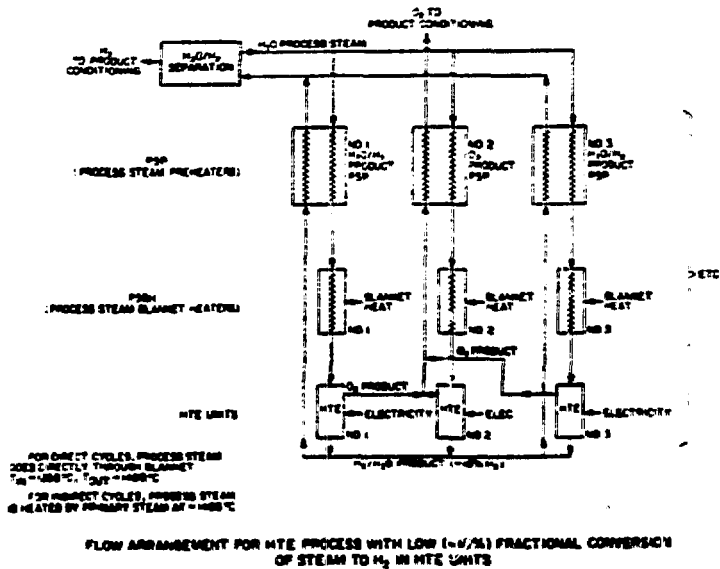 O₂ TO
PRODUCT CONDITIONING
H₂
TO PRODUCT
CONDITIONING
H₂O/H₂
SEPARATION
H₂O PROCESS STEAM
PSP
(PROCESS STEAM PREHEATERS)
NO.1
H₂O/H₂
PRODUCT
PSP
NO.2
O₂
PRODUCT
PSP
NO.3
H₂O/H₂
PRODUCT
PSP
PSBH
(PROCESS STEAM BLANKET HEATERS)
BLANKET
HEAT
NO.1
BLANKET
HEAT
NO.2
BLANKET
HEAT
NO.3
ETC
O₂ PRODUCT
O₂ PRODUCT
HTE UNITS
HTE
ELECTRICITY
NO.1
HTE
ELEC
NO.2
HTE
ELECTRICITY
NO.3
H₂/H₂O PRODUCT
FOR DIRECT CYCLES, PROCESS STEAM
GOES DIRECTLY THROUGH BLANKET
FOR INDIRECT CYCLES, PROCESS STEAM
IS HEATED BY PRIMARY STEAM AT
FLOW ARRANGEMENT FOR HTE PROCESS WITH LOW FRACTIONAL CONVERSION
OF STEAM TO H₂ IN HTE UNITS